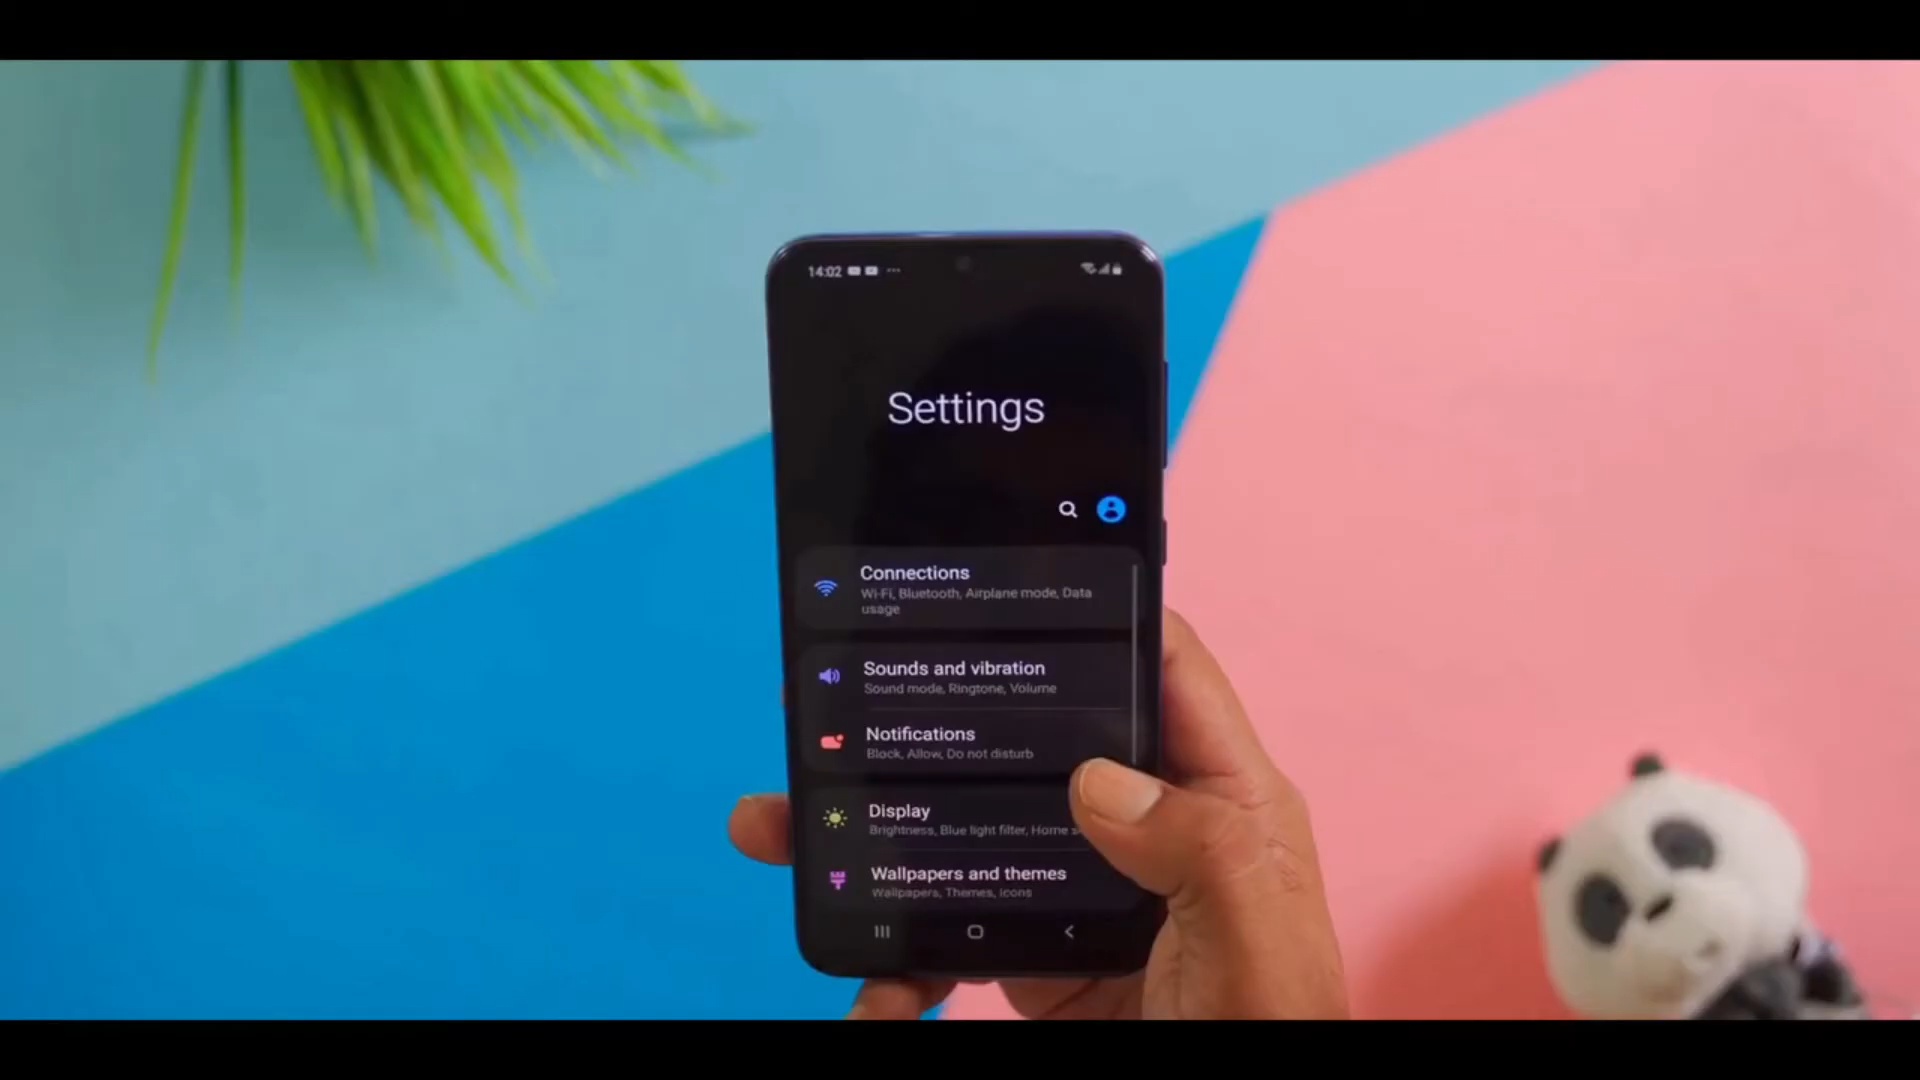 14:02
Settings
Connections
Wi-Fi, Bluetooth, Airplane mode, Data
usage
Sounds and vibration
Sound mode, Ringtone, Volume
Notifications
Block, Allow, Do not disturb
Display
Brightness, Blue light filter, Home
Wallpapers and themes
Wallpapers, Themes, Icons